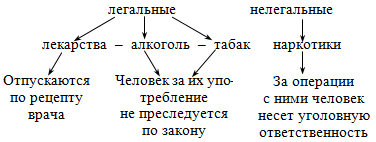 легальные нелегальные
лекарства – алкоголь – табак наркотики
Отпускаются
по рецепту
врача
Человек за их упо-
требление
не преследуется
по закону
За операции
с ними человек
несет уголовную
ответственность